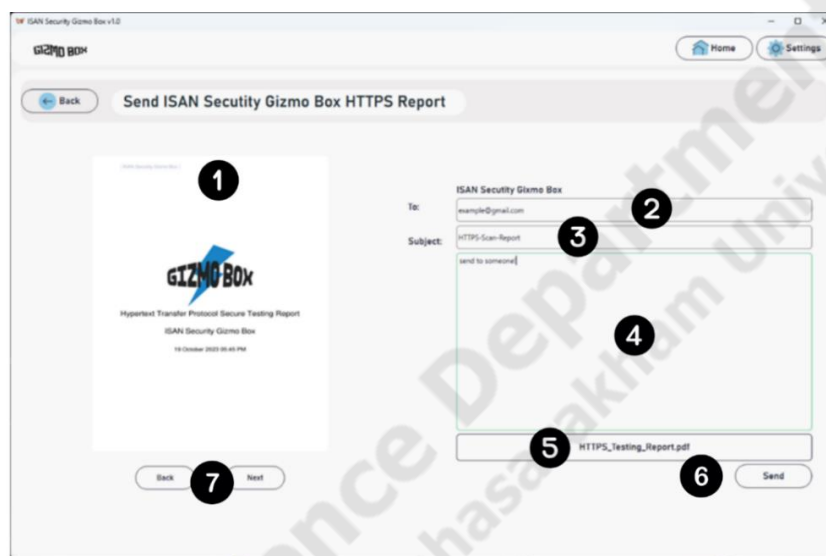 ISAN Security Gizmo Box v1.0
GIZMO BOX
Home
Settings
Back
Send ISAN Secutity Gizmo Box HTTPS Report
1
GIZMO BOX
Hypertext Transfer Protocol Secure Testing Report
ISAN Security Gizmo Box
ISAN Secutity Gixmo Box
To:
example@gmail.com
2
Subject:
HTTPS-Scan-Report
3
send to someone
4
5
HTTPS_Testing_Report.pdf
6
Send
Back
7
Next